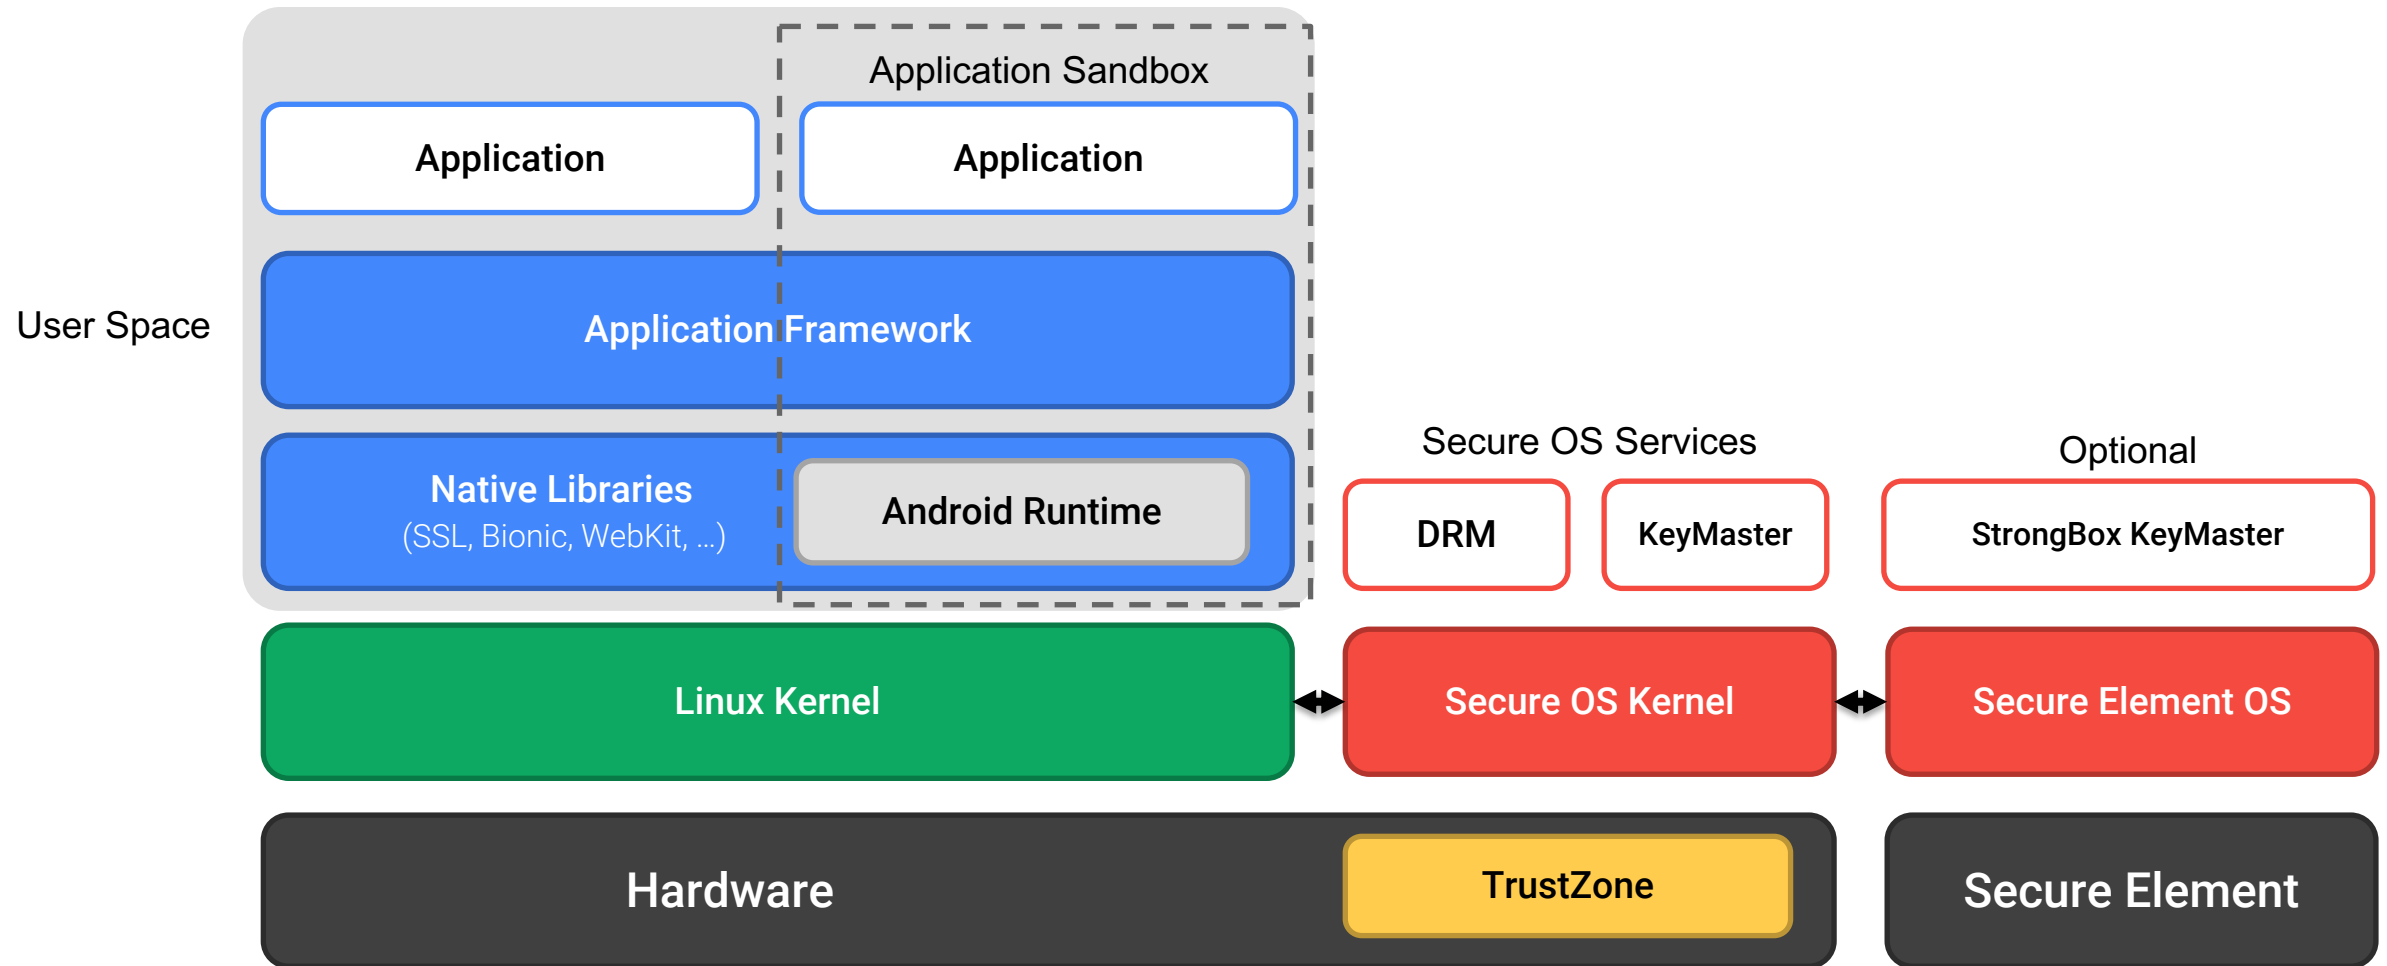 Application Sandbox
Application
Application
User Space
Application Framework
Secure OS Services
Optional
Native Libraries
(SSL, Bionic, WebKit, ...)
Android Runtime
DRM
KeyMaster
StrongBox KeyMaster
Linux Kernel
Secure OS Kernel
Secure Element OS
Hardware
TrustZone
Secure Element